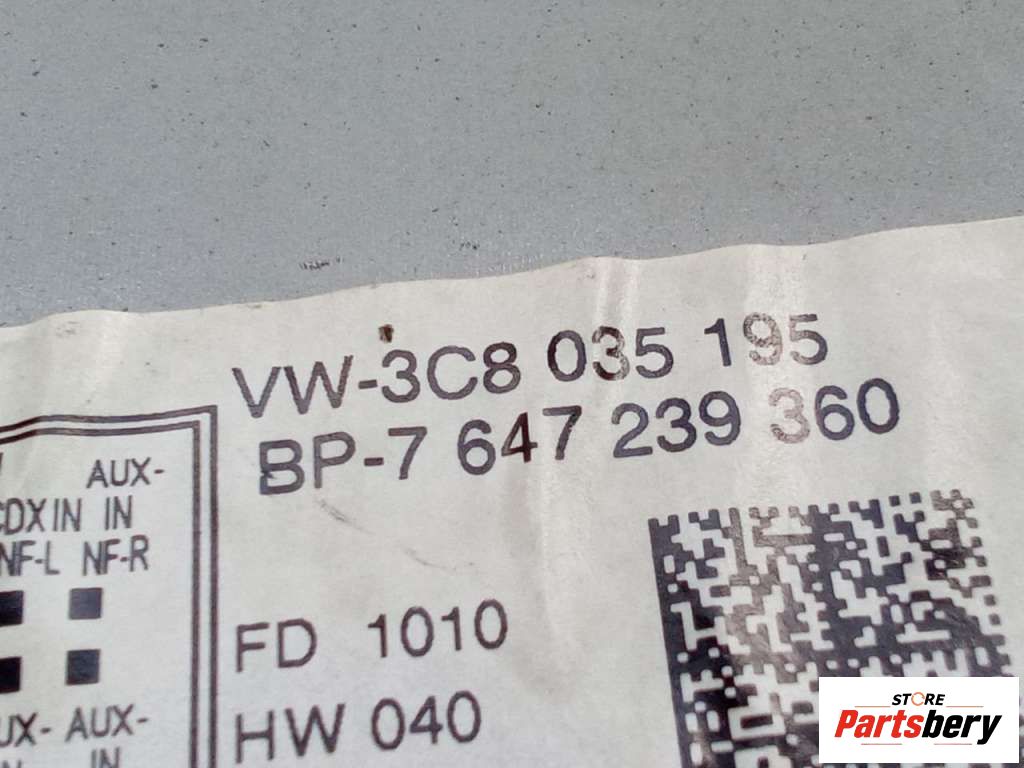 VW-3C8 035 195
BP-7 647 239 360
AUX-
CDXIN IN
NF-L NF-R
FD 1010
HW 040
AUX-
IN
STORE
Partsbery